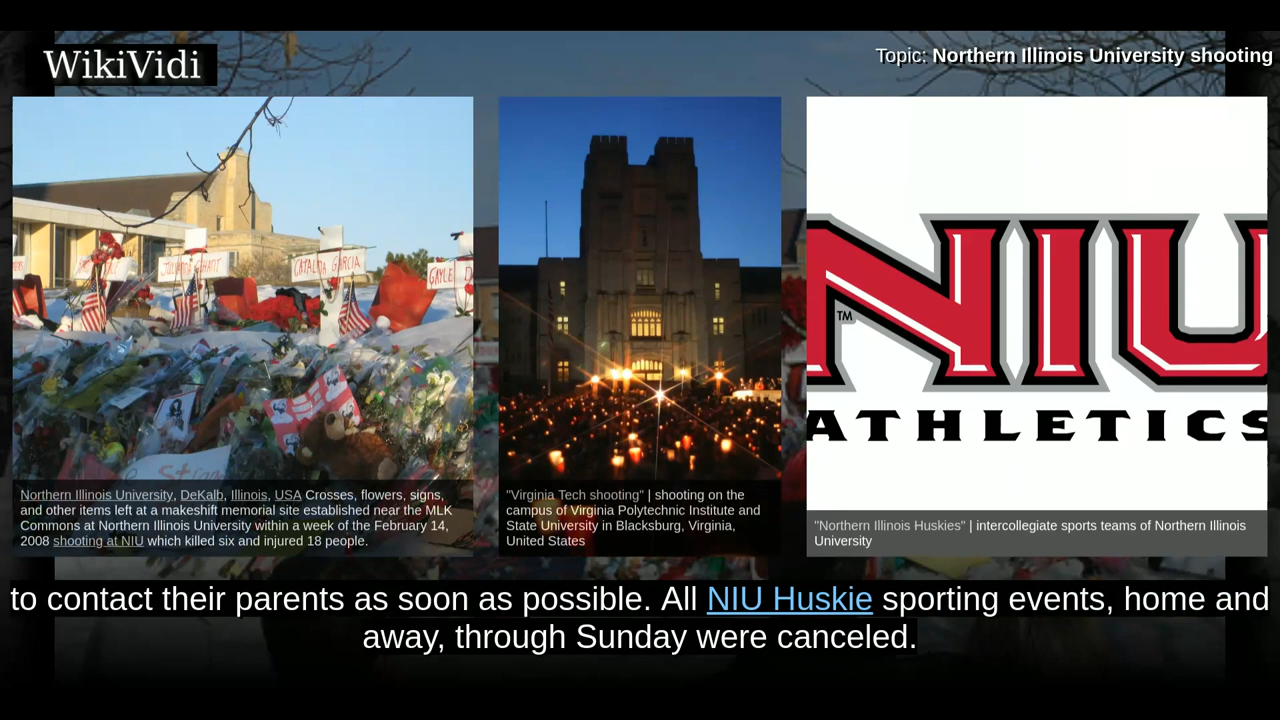 WikiVidi
Topic: Northern Illinois University shooting
CATALINA GARCIA
GAYLE D
NIU
TM
ATHLETICS
Northern Illinois University, DeKalb, Illinois, USA Crosses, flowers, signs,
and other items left at a makeshift memorial site established near the MLK
Commons at Northern Illinois University within a week of the February 14,
2008 shooting at NIU which killed six and injured 18 people.
"Virginia Tech shooting" | shooting on the
campus of Virginia Polytechnic Institute and
State University in Blacksburg, Virginia,
United States
"Northern Illinois Huskies" | intercollegiate sports teams of Northern Illinois
University
to contact their parents as soon as possible. All NIU Huskie sporting events, home and
away, through Sunday were canceled.